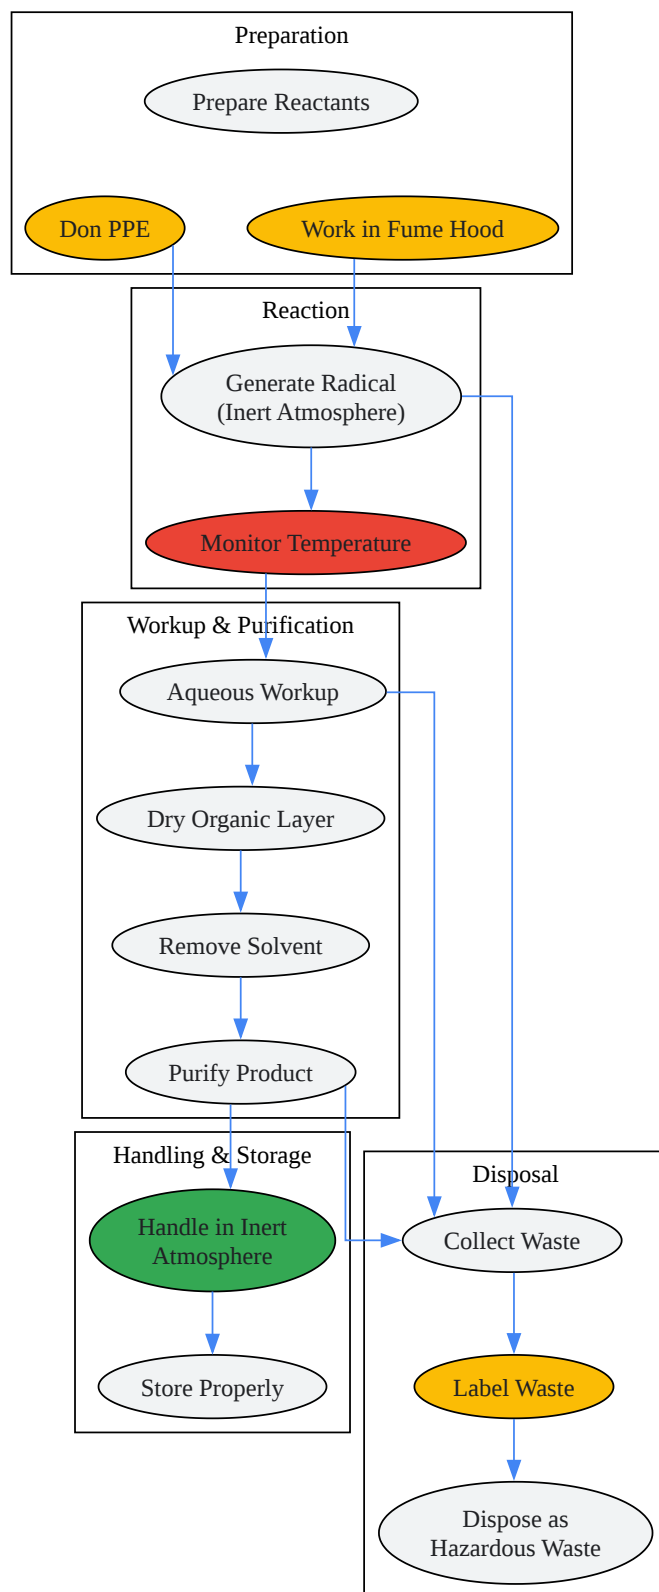 Preparation
Prepare Reactants
Don PPE
Work in Fume Hood
Reaction
Generate Radical
(Inert Atmosphere)
Monitor Temperature
Workup & Purification
Aqueous Workup
Dry Organic Layer
Remove Solvent
Purify Product
Handling & Storage
Handle in Inert
Atmosphere
Store Properly
Disposal
Collect Waste
Label Waste
Dispose as
Hazardous Waste